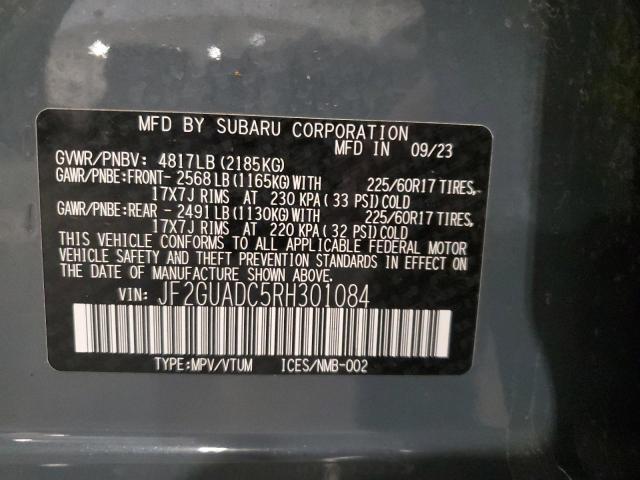 MFD BY SUBARU CORPORATION
MFD IN 09/23
GVWR/PNBV: 4817LB (2185KG)
GAWR/PNBE:FRONT- 2568LB (1165KG)WITH 225/60R17 TIRES,
17X7J RIMS AT 230 KPA ( 33 PSI) COLD
GAWR/PNBE:REAR - 2491LB (1130KG)WITH 225/60R17 TIRES,
17X7J RIMS AT 220 KPA ( 32 PSI) COLD
THIS VEHICLE CONFORMS TO ALL APPLICABLE FEDERAL MOTOR
VEHICLE SAFETY AND THEFT PREVENTION STANDARDS IN EFFECT ON
THE DATE OF MANUFACTURE SHOWN ABOVE.
VIN: JF2GUADC5RH301084
TYPE:MPV/VTUM ICES/NMB-002